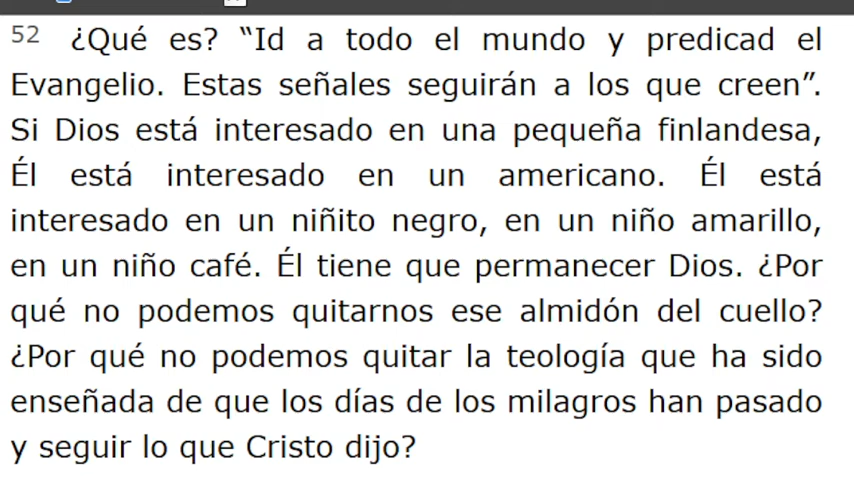 52 ¿Qué es? “Id a todo el mundo y predicad el
Evangelio. Estas señales seguirán a los que creen”.
Si Dios está interesado en una pequeña finlandesa,
Él está interesado en un americano. Él está
interesado en un niñito negro, en un niño amarillo,
en un niño café. Él tiene que permanecer Dios. ¿Por
qué no podemos quitarnos ese almidón del cuello?
¿Por qué no podemos quitar la teología que ha sido
enseñada de que los días de los milagros han pasado
y seguir lo que Cristo dijo?